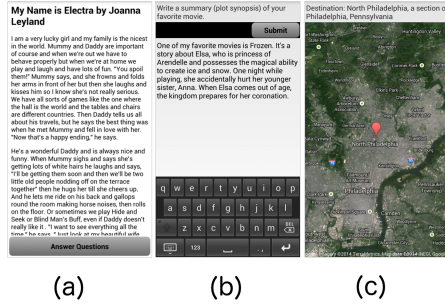 My Name is Electra by Joanna
Leyland
I am a very lucky girl and my family is the nicest
in the world. Mummy and Daddy are important
of course and when we're out we have to
behave properly but when we're at home we
play and laugh and have lots of fun. "You spoil
them!" Mummy says, and she frowns and folds
her arms in front of her but then she laughs and
kisses him so I know she's not really serious.
We have all sorts of games like the one where
the hall is the world and the tables and chairs
are different countries. Then Daddy tells us all
about his travels, but he says the best thing was
when he met Mummy and fell in love with her.
"Now that's a happy ending," he says.
He's a wonderful Daddy and is always nice and
funny. When Mummy sighs and says she's
getting lots of white hairs he laughs and says,
"I'll be getting them soon and then we'll be two
little old people nodding off on the terrace
together" then he hugs her till she cheers up.
And he lets me ride on his back and gallops
round the room making horse noises, then rolls
on the floor. Or sometimes we play Hide and
Seek or Blind Man's Buff, even if Daddy doesn't
really like it. "I want to see everything all the
time," he says. "Just look at my beautiful wife
Answer Questions
(a)
Write a summary (plot synopsis) of your
favorite movie.
Submit
One of my favorite movies is Frozen. It's a
story about Elsa, who is princess of
Arendelle and possesses the magical ability
to create ice and snow. One night while
playing, she accidentally hurt her younger
sister, Anna. When Elsa comes out of age,
the kingdom prepares for her coronation.
q w e r t y u i o p
a s d f g h j k l
z x c v b n m DEL
123 . ,
(b)
Destination: North Philadelphia, a section of
Philadelphia, Pennsylvania
Huntingdon Valley
Elkins Park
Cheltenham
North Philadelphia
Philadelphia
Camden
Pennsauken
Township
(c)